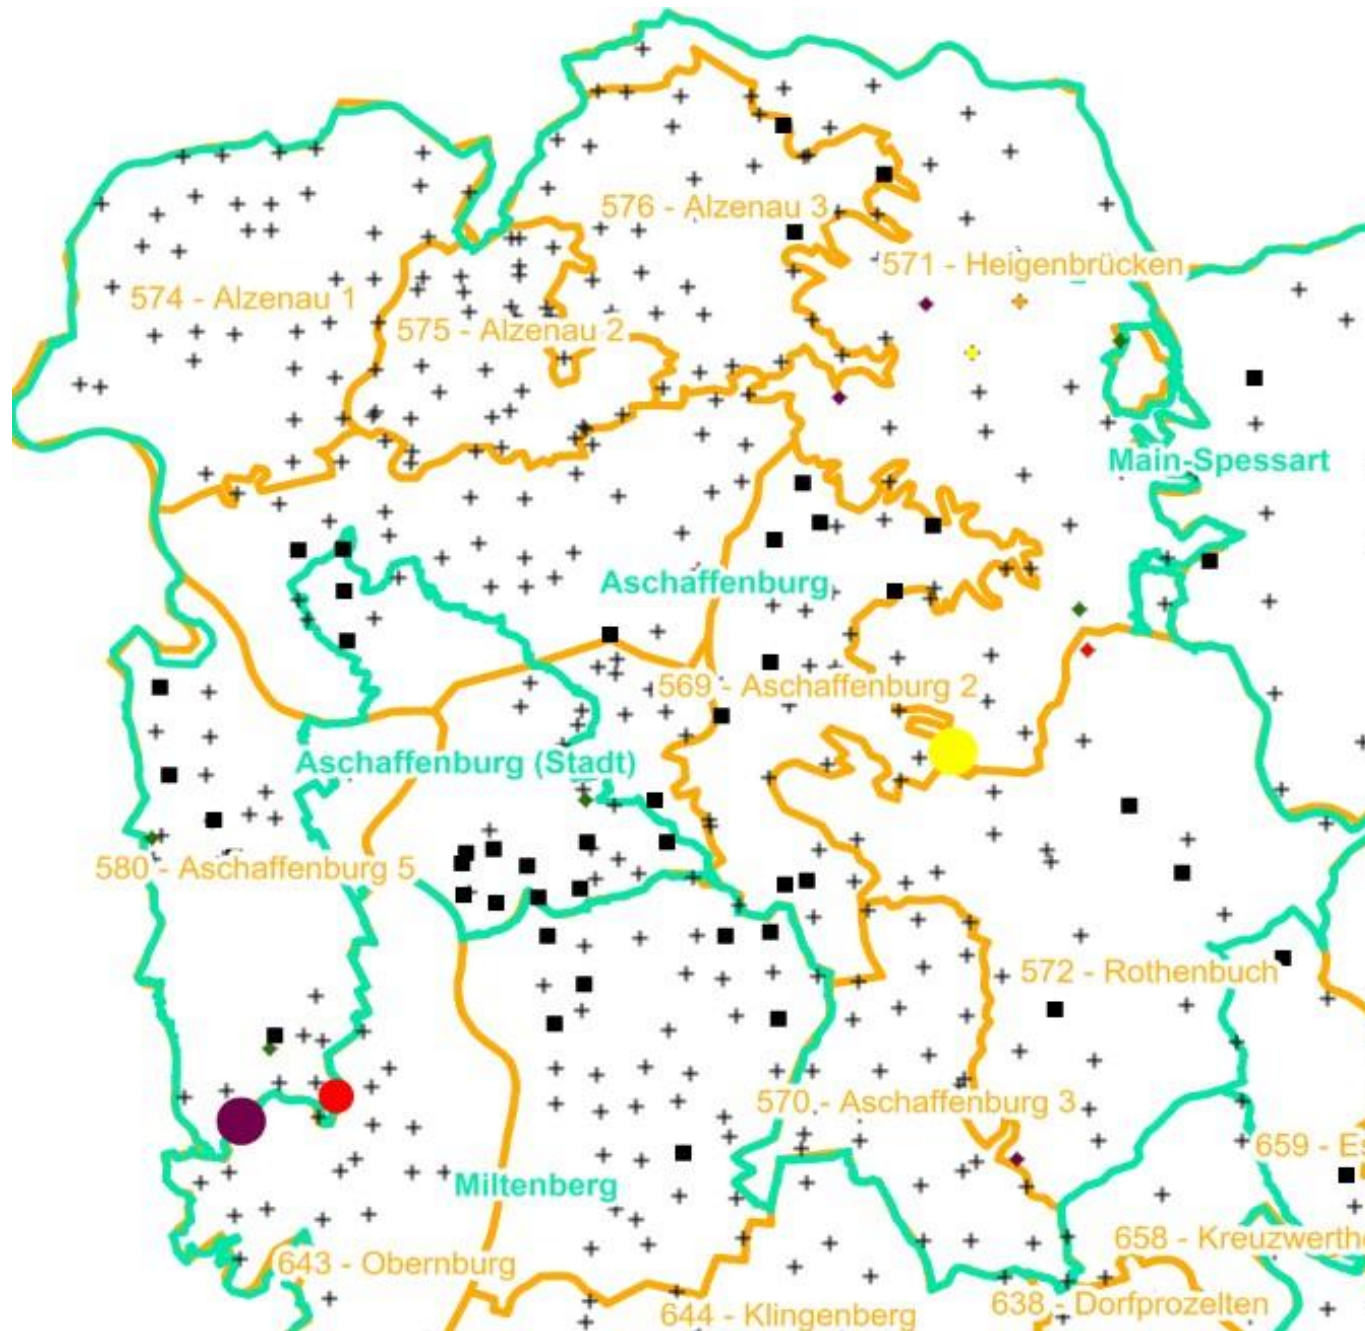 576 - Alzenau 3
571 - Heigenbrücken
574 - Alzenau 1
575 - Alzenau 2
Main-Spessart
Aschaffenburg
569 - Aschaffenburg 2
Aschaffenburg (Stadt)
580 - Aschaffenburg 5
572 - Rothenbuch
570 - Aschaffenburg 3
659 - Es
Miltenberg
658 - Kreuzwerthe
643 - Obernburg
638 - Dorfprozelten
644 - Klingenberg